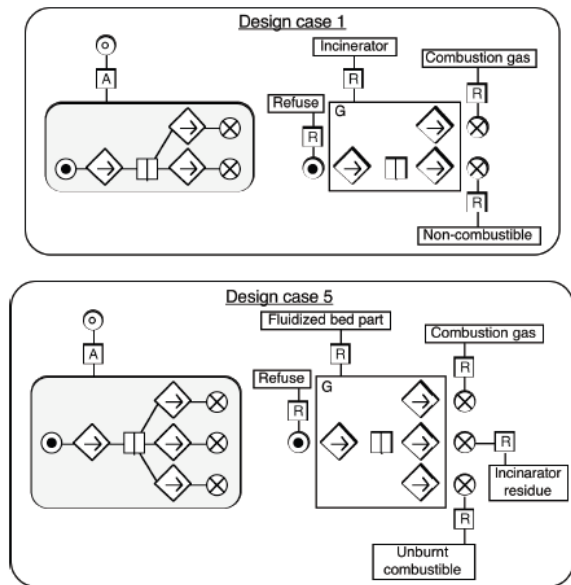 Design case 1
Incinerator
Combustion gas
A
R
R
Refuse
G
R
R
Non-combustible
Design case 5
Fluidized bed part
Combustion gas
A
R
R
Refuse
G
R
R
Incinarator
residue
R
Unburnt
combustible